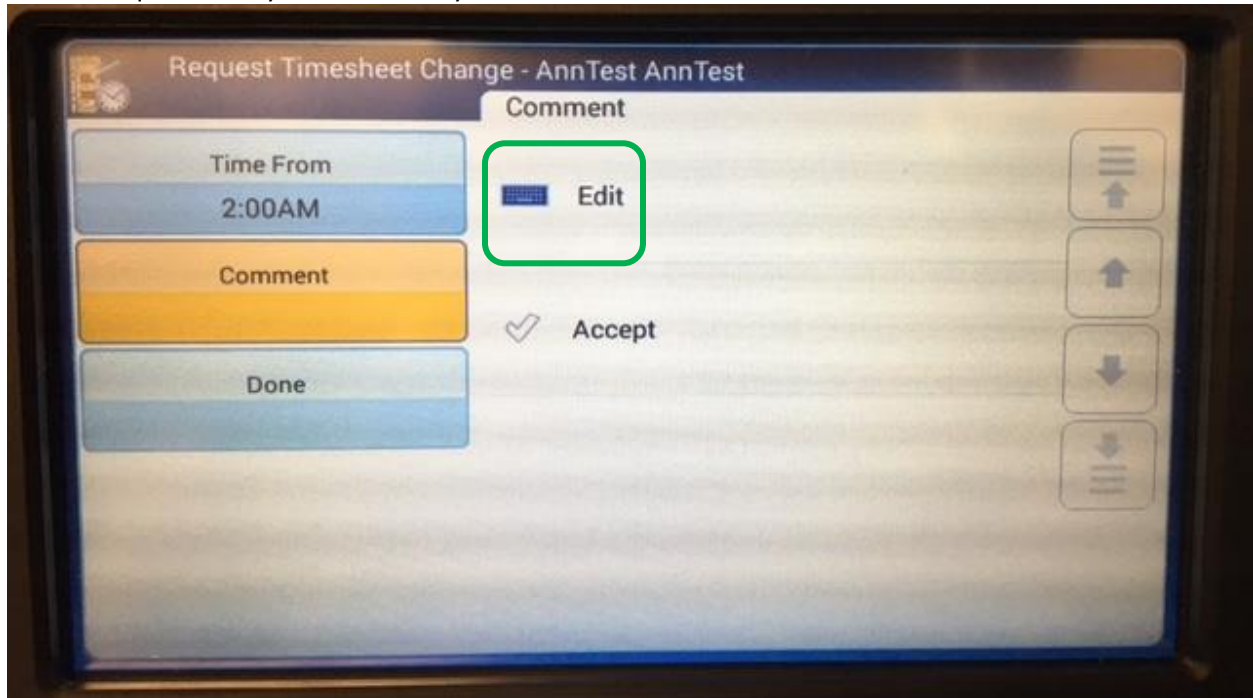 Request Timesheet Change - AnnTest AnnTest
Comment
Time From
2:00AM
Edit
Comment
Accept
Done